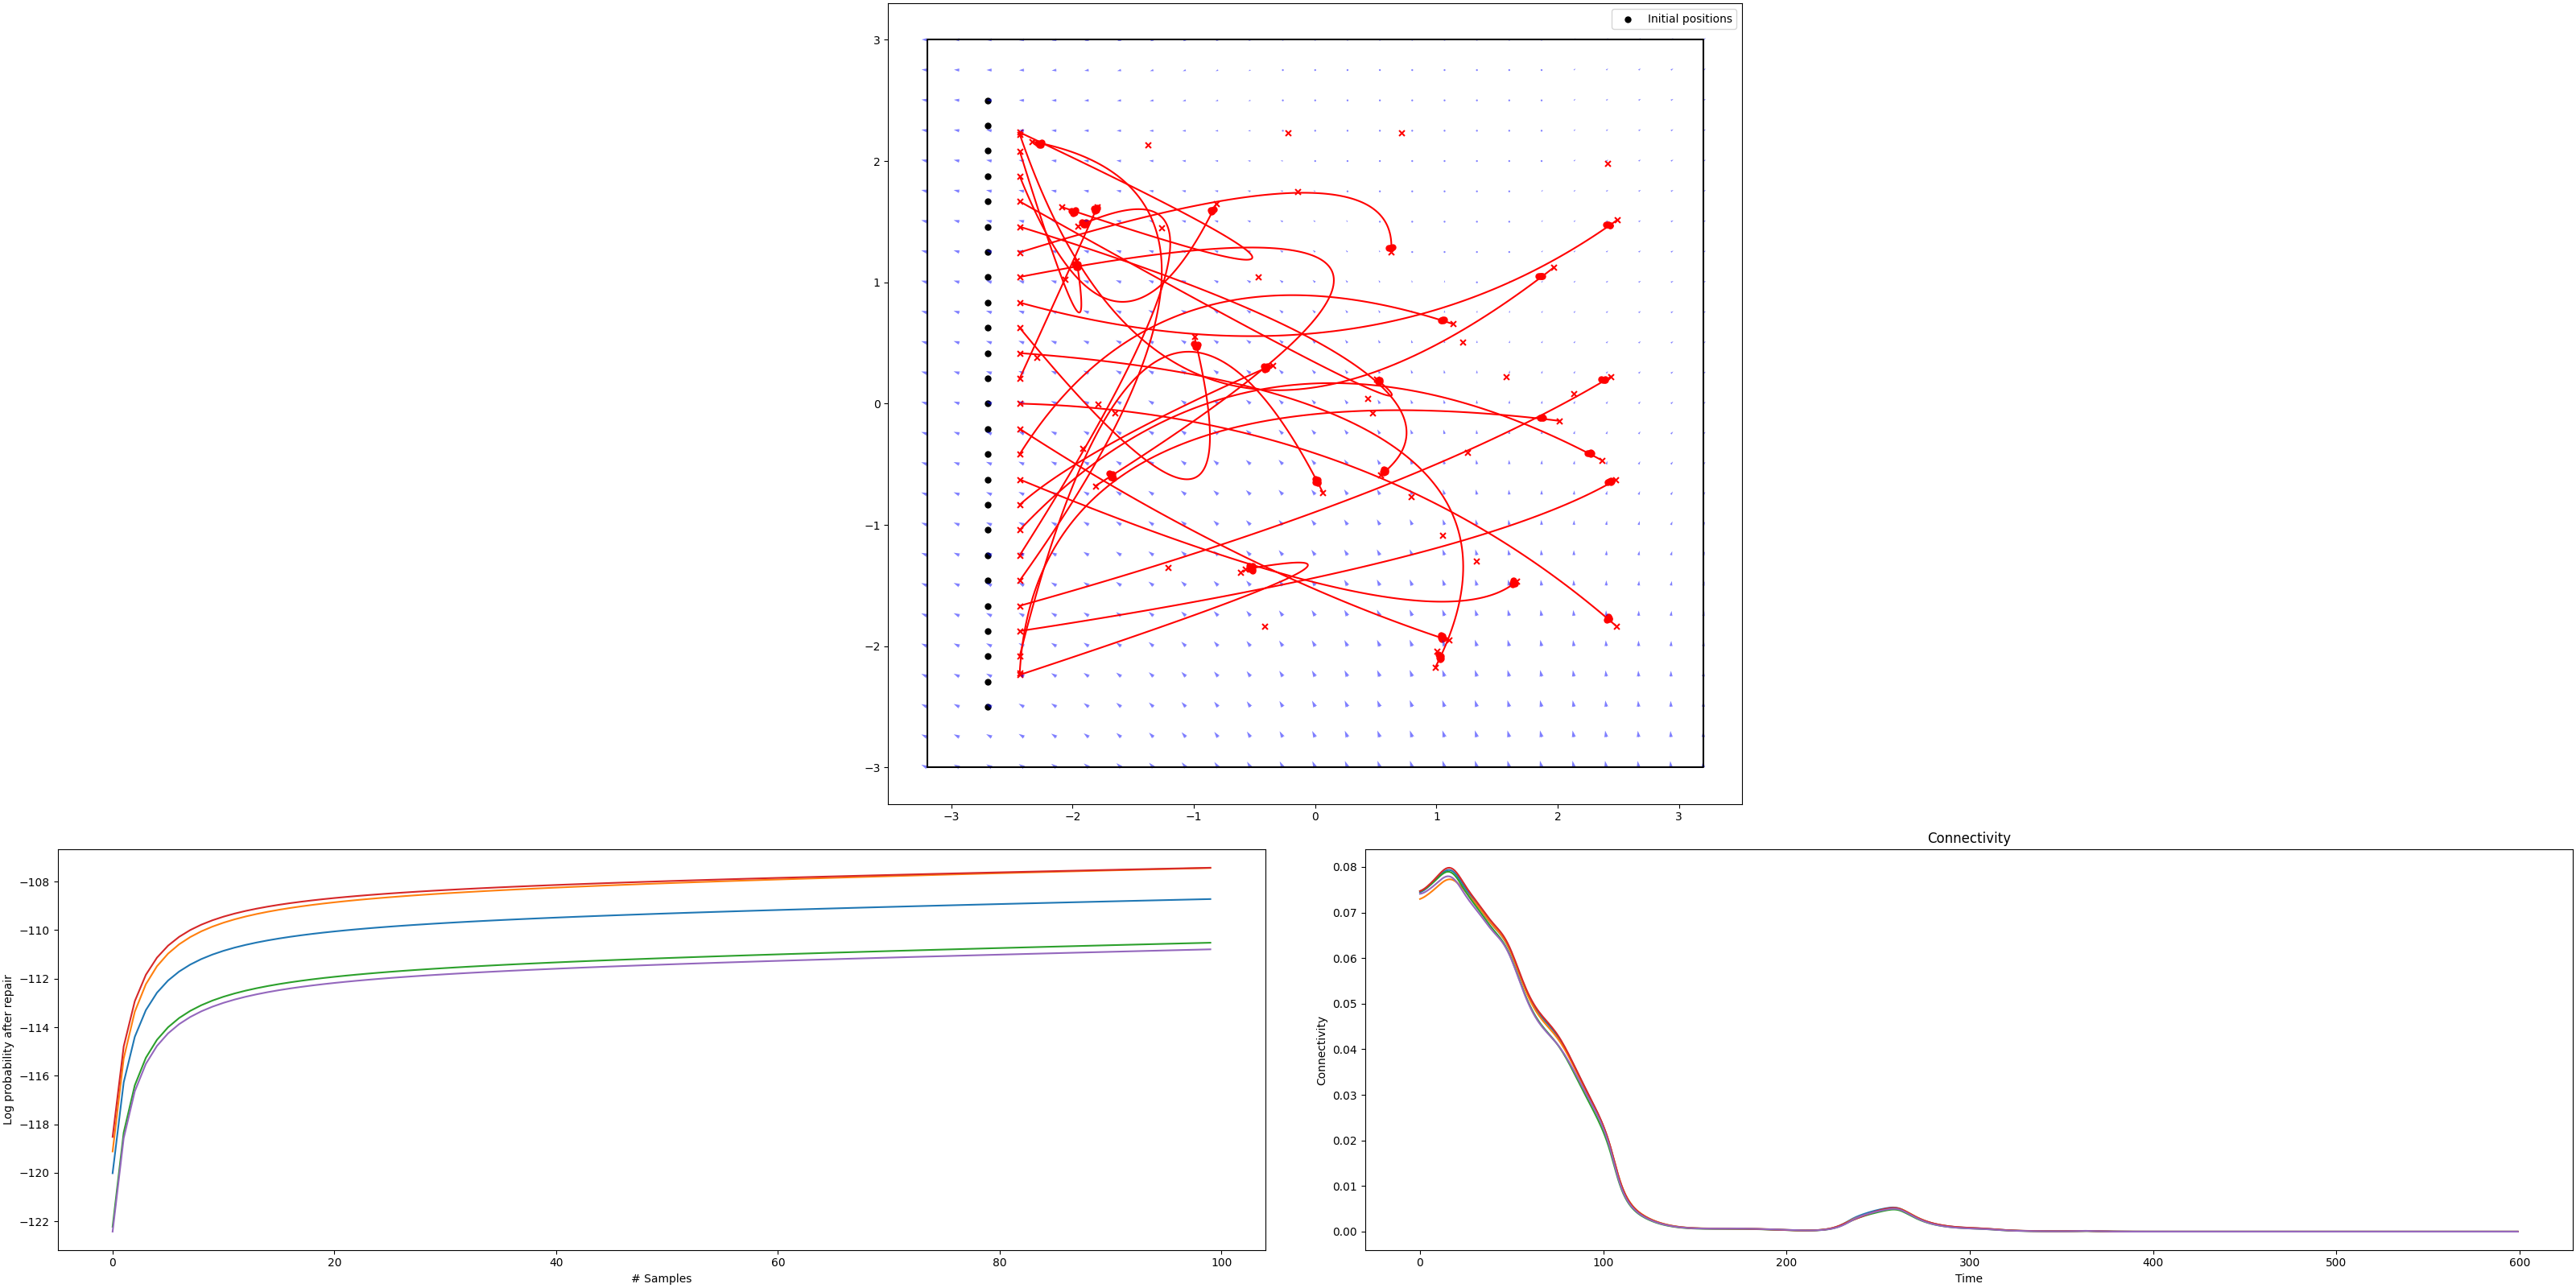 Initial positions
3
2
1
0
−1
−2
−3
−3 −2 −1 0 1 2 3
Log probability after repair
−108
−110
−112
−114
−116
−118
−120
−122
0 20 40 60 80 100
# Samples
Connectivity
Connectivity
0.08
0.07
0.06
0.05
0.04
0.03
0.02
0.01
0.00
0 100 200 300 400 500 600
Time